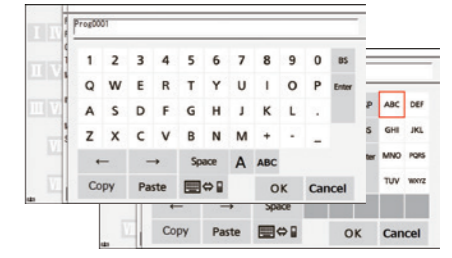 Prog0001
1 2 3 4 5 6 7 8 9 0 BS
Q W E R T Y U I O P Enter
A S D F G H J K L .
Z X C V B N M + - _
← → Space A ABC
Copy Paste ⇔ OK Cancel
P ABC DEF
GHI JKL
MNO PQRS
TUV WXYZ
← → Space
Copy Paste ⇔ OK Cancel